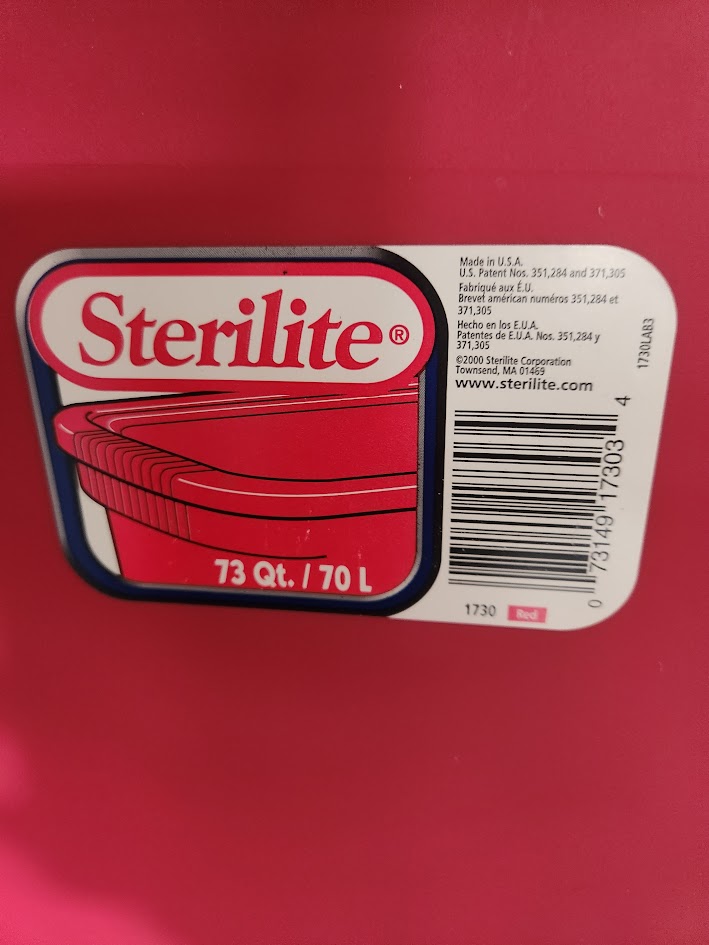 Sterilite®
73 Qt. / 70 L
Made in U.S.A.
U.S. Patent Nos. 351,284 and 371,305
Fabriqué aux É.U.
Brevet américan numéros 351,284 et
371,305
Hecho en los E.U.A.
Patentes de E.U.A. Nos. 351,284 y
371,305
©2000 Sterilite Corporation
Townsend, MA 01469
www.sterilite.com
1730LAB3
0 73149 17303 4
1730 Red